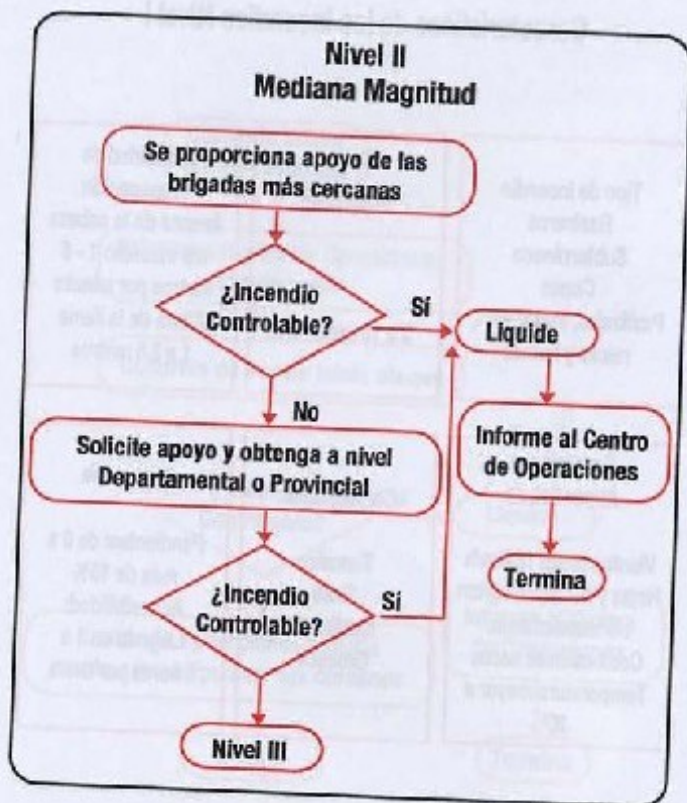 Nivel II
Mediana Magnitud
Se proporciona apoyo de las
brigadas más cercanas
¿Incendio
Controlable?
Sí
Liquide
No
Solicite apoyo y obtenga a nivel
Departamental o Provincial
Informe al Centro
de Operaciones
¿Incendio
Controlable?
Sí
Termina
Nivel III